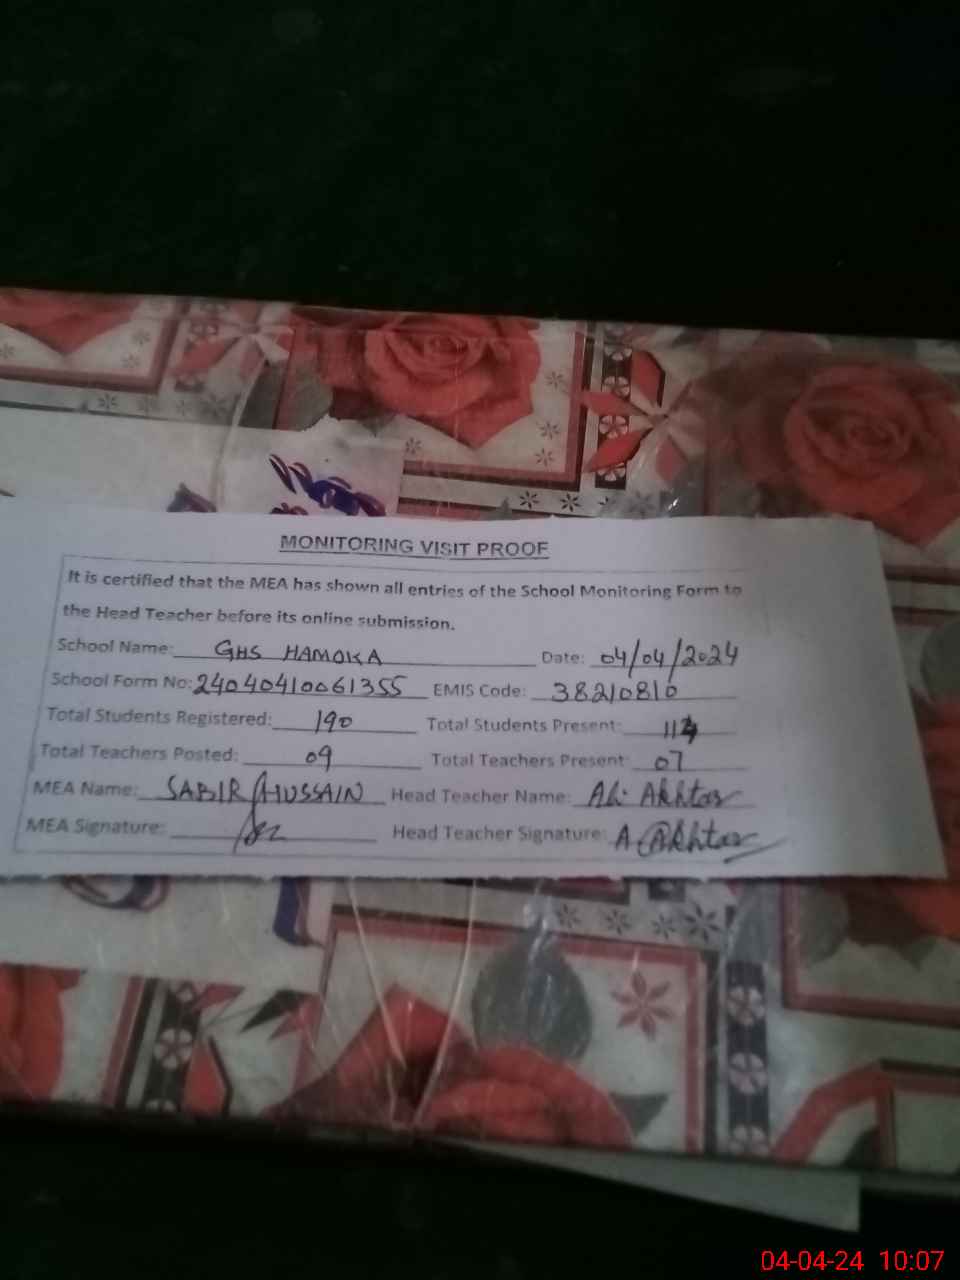 MONITORING VISIT PROOF
It is certified that the MEA has shown all entries of the School Monitoring Form to
the Head Teacher before its online submission.
School Name: GHS HAMOKA Date: 04/04/2024
School Form No: 24040410061355 EMIS Code: 38210810
Total Students Registered: 190 Total Students Present:
Total Teachers Posted: 09 Total Teachers Present: 07
MEA Name: SABIR HUSSAIN Head Teacher Name: Akhtar
MEA Signature: Head Teacher Signature: A Akhtar
04-04-24 10:07